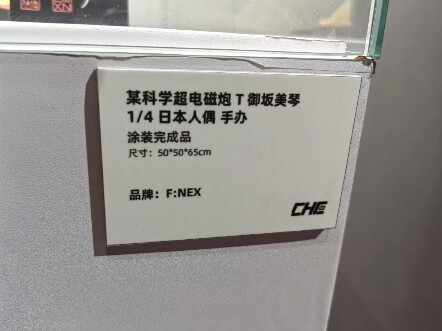 某科学超电磁炮 T 御坂美琴
1/4 日本人偶 手办
涂装完成品
尺寸：50*50*65cm
品牌：F:NEX
CHE